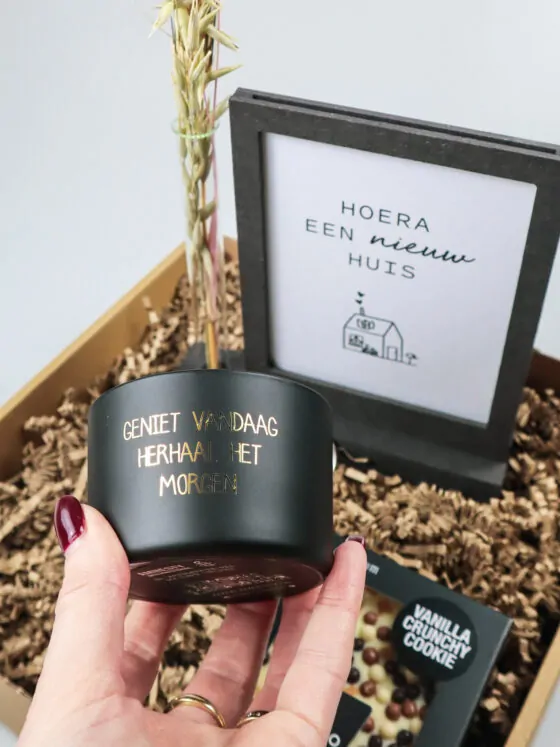 HOERA
EEN nieuw
HUIS
GENIET VANDAAG
HERHAAL HET
MORGEN
VANILLA
CRUNCHY
COOKIE